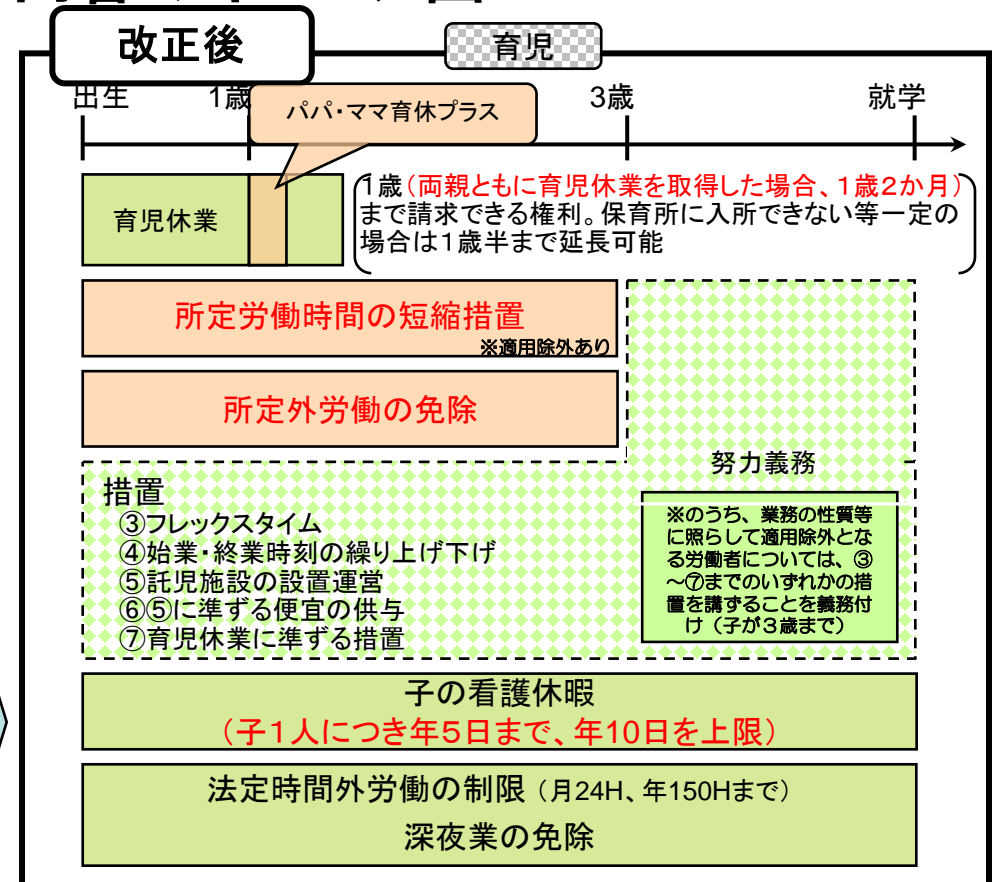 改正後
育児
出生
1歳
3歳
就学
パパ・ママ育休プラス
育児休業
1歳(両親ともに育児休業を取得した場合、1歳2か月)
まで請求できる権利。保育所に入所できない等一定の
場合は1歳半まで延長可能
所定労働時間の短縮措置
※適用除外あり
所定外労働の免除
努力義務
措置
③フレックスタイム
④始業・終業時刻の繰り上げ下げ
⑤託児施設の設置運営
⑥⑤に準ずる便宜の供与
⑦育児休業に準ずる措置
※のうち、業務の性質等
に照らして適用除外とな
る労働者については、③
～⑦までのいずれかの措
置を講ずることを義務付
け(子が3歳まで)
子の看護休暇
(子1人につき年5日まで、年10日を上限)
法定時間外労働の制限(月24H、年150Hまで)
深夜業の免除